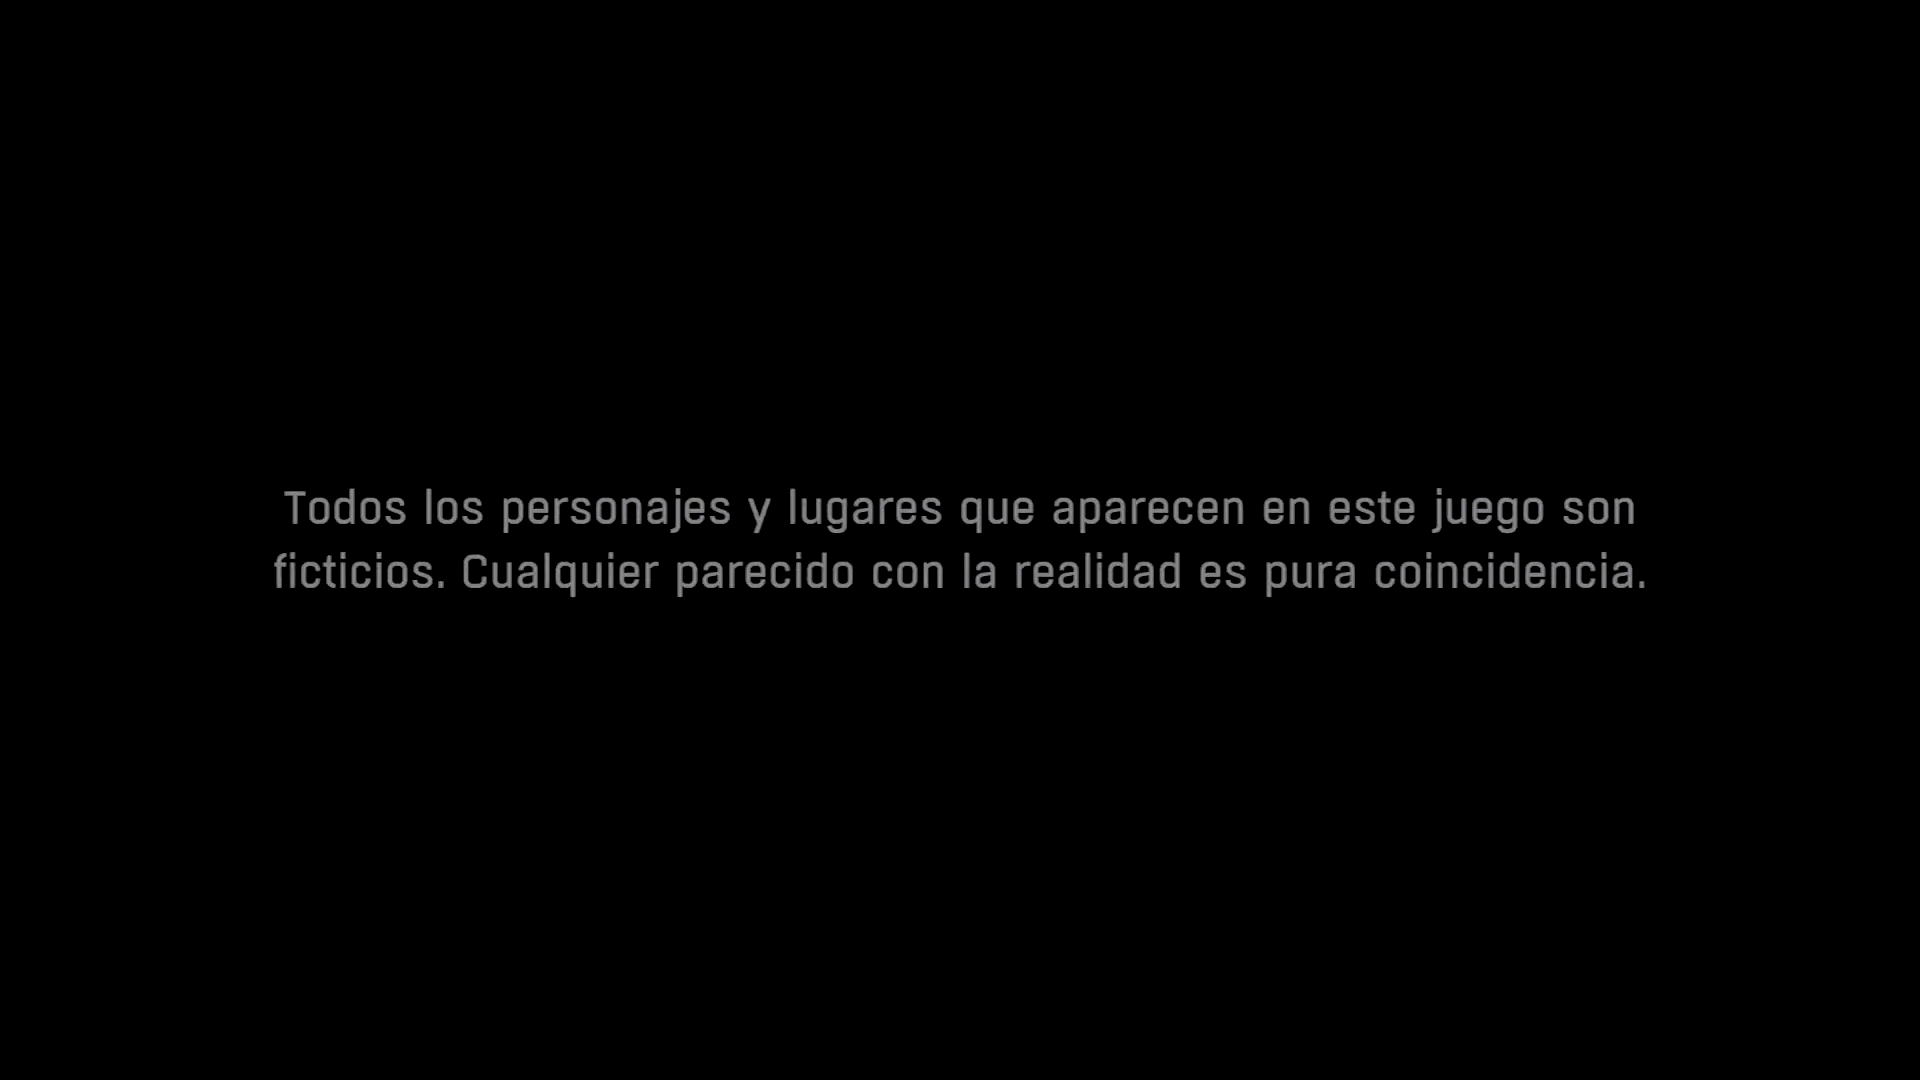 Todos los personajes y lugares que aparecen en este juego son
ficticios. Cualquier parecido con la realidad es pura coincidencia.